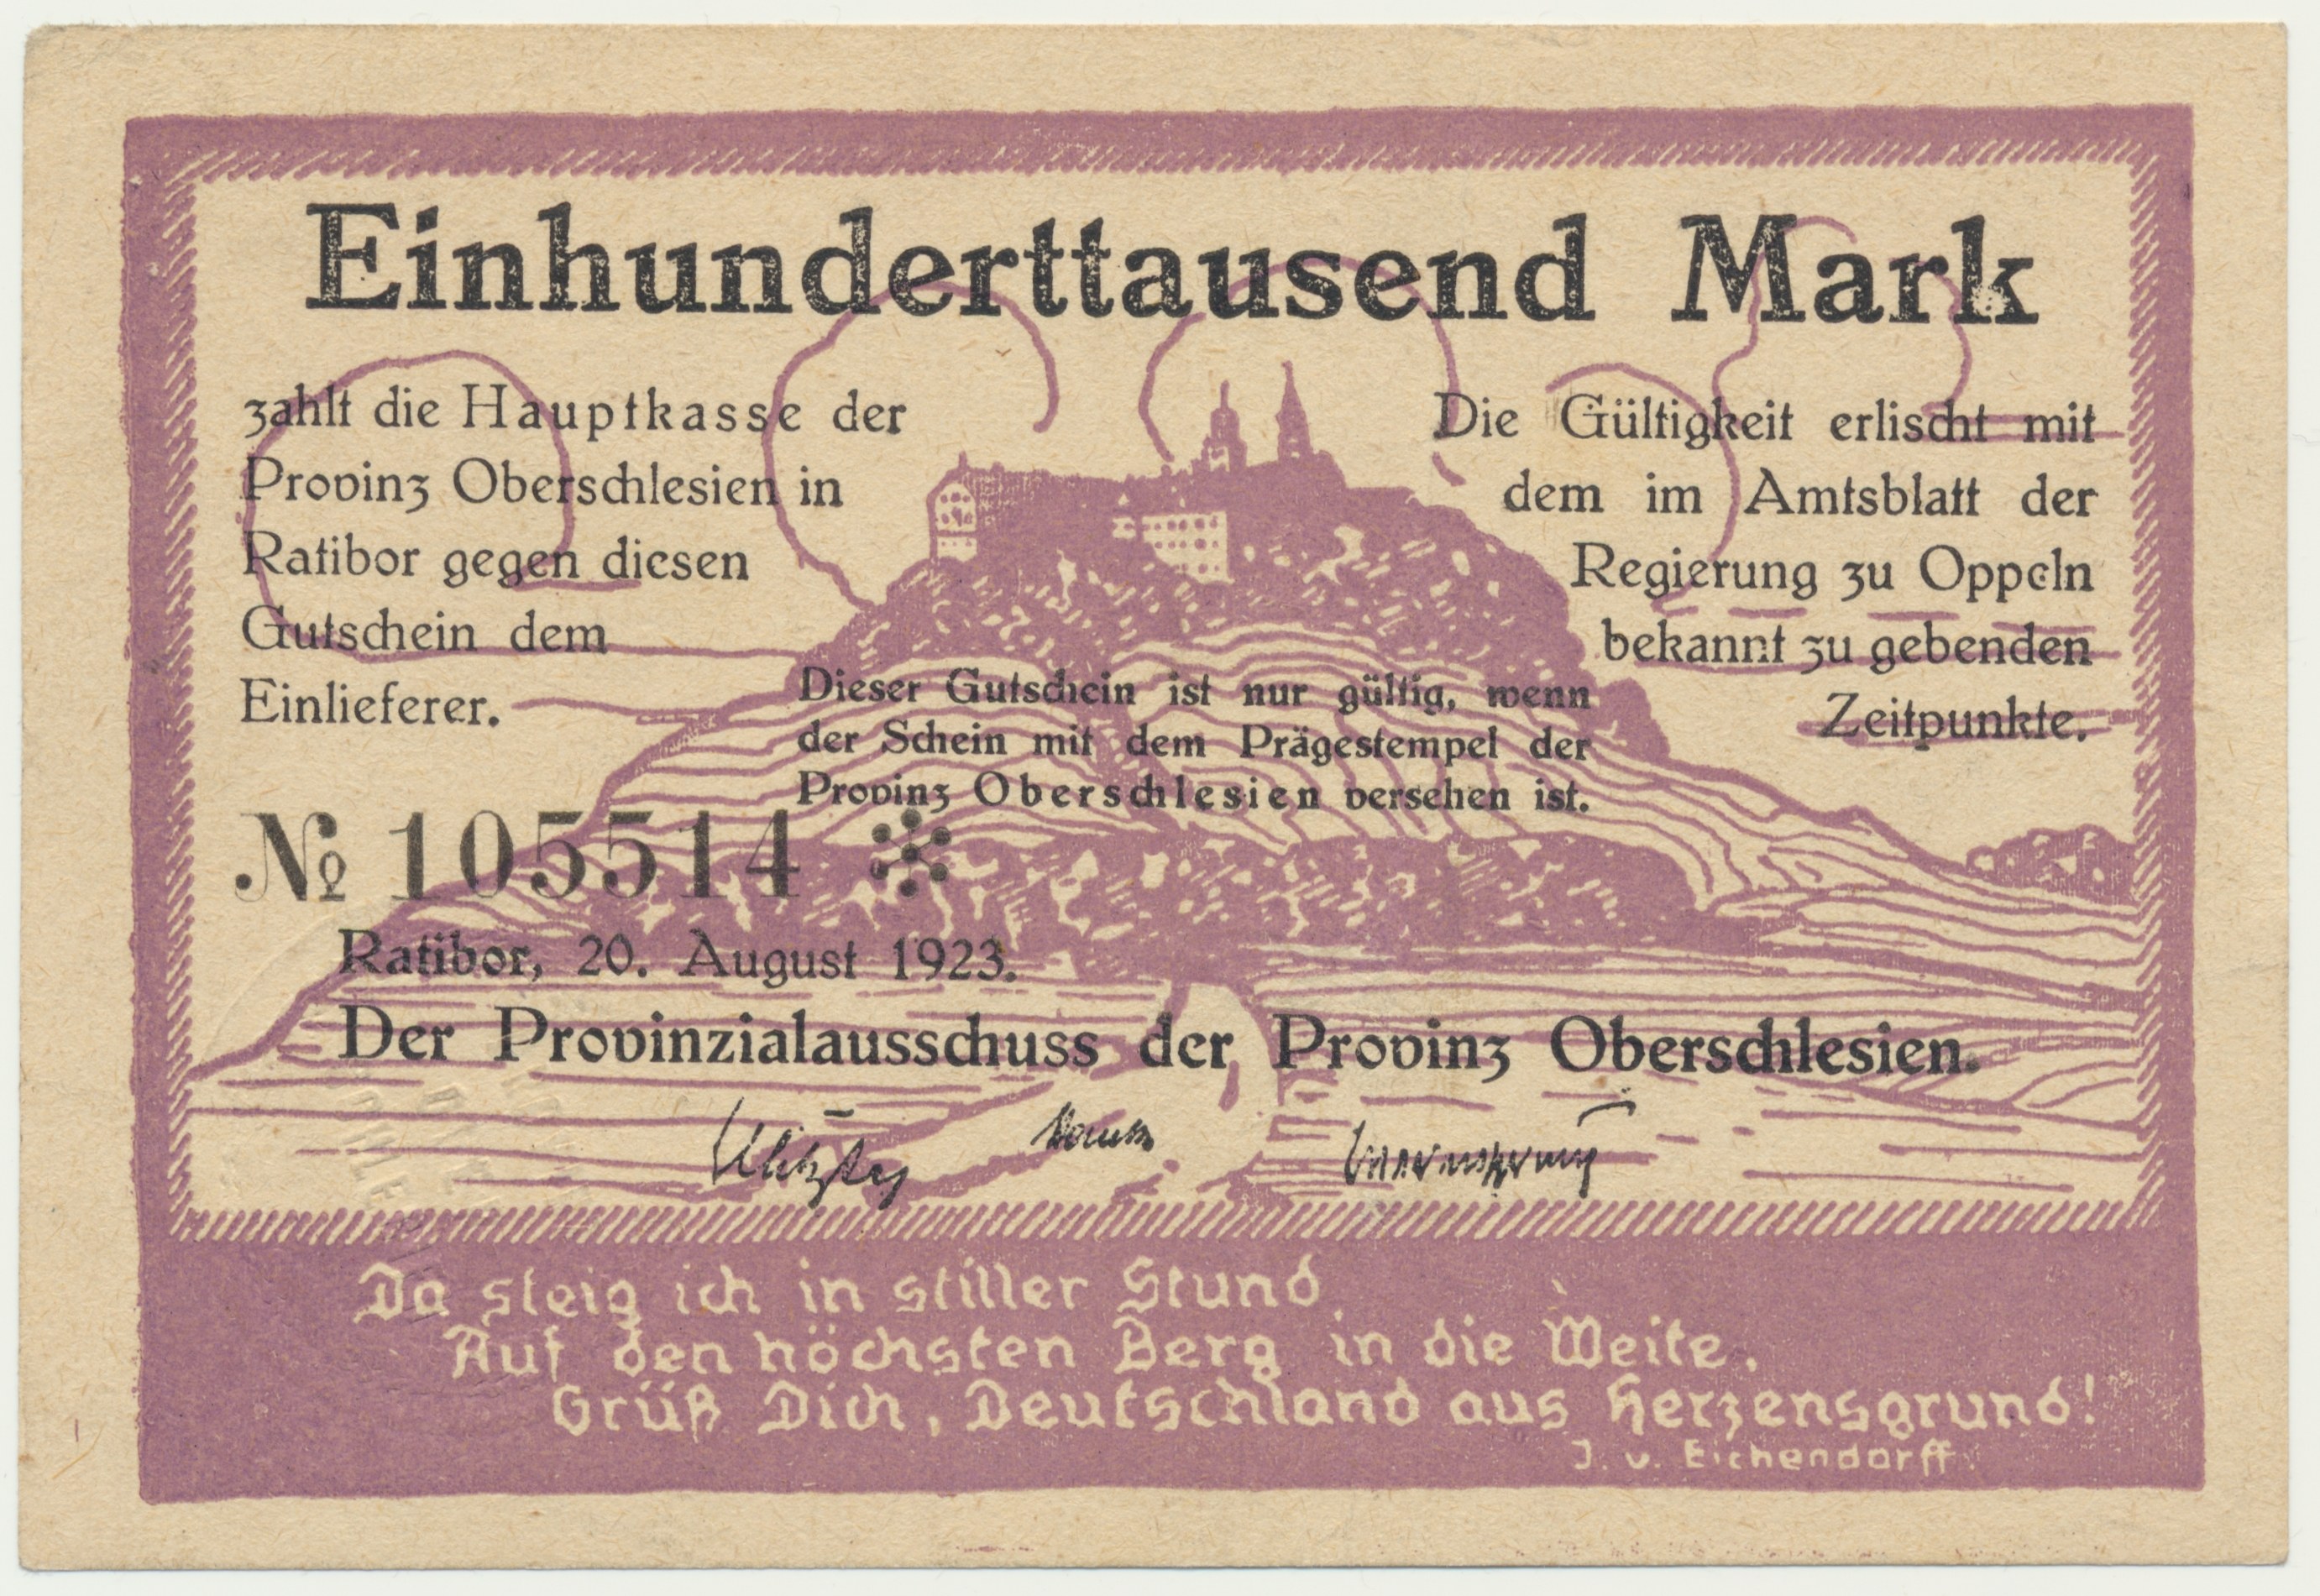 Einhunderttausend Mark
zahlt die Hauptkasse der
Provinz Oberschlesien in
Ratibor gegen diesen
Gutschein dem
Einlieferer.
Die Gültigkeit erlischt mit
dem im Amtsblatt der
Regierung zu Oppeln
bekannt zu gebenden
Zeitpunkte.
Dieser Gutschein ist nur gültig, wenn
der Schein mit dem Prägestempel der
Provinz Oberschlesien versehen ist.
№ 105514 *
Ratibor, 20. August 1923.
Der Provinzialausschuss der Provinz Oberschlesien.
Da steig ich in stiller Stund
Auf den höchsten Berg in die Weite.
Grüß Dich, Deutschland aus Herzensgrund!
J. v. Eichendorff.